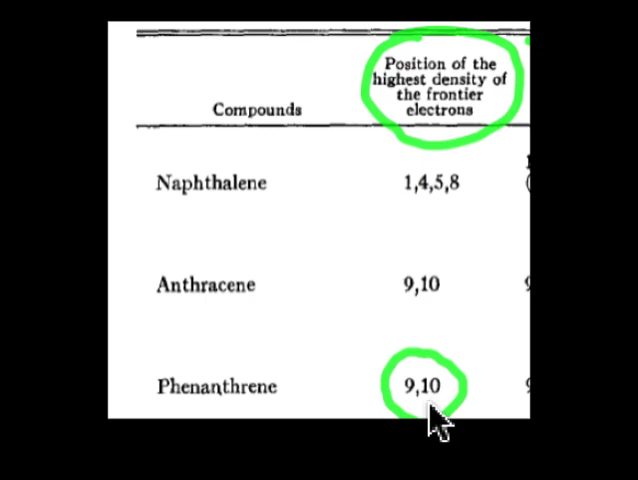 Position of the
highest density of
the frontier
electrons
Compounds
Naphthalene 1,4,5,8
Anthracene 9,10
Phenanthrene 9,10